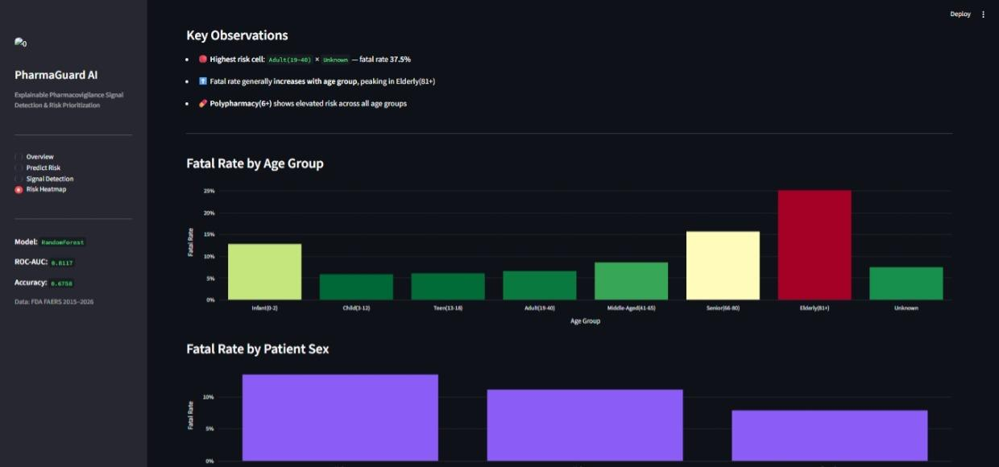 Deploy
0
PharmaGuard AI
Explainable Pharmacovigilance Signal
Detection & Risk Prioritization
Overview
Predict Risk
Signal Detection
Risk Heatmap
Model: RandomForest
ROC-AUC: 0.8117
Accuracy: 0.6758
Data: FDA FAERS 2015–2026
Key Observations
Highest risk cell: Adult(19-40) × Unknown — fatal rate 37.5%
Fatal rate generally increases with age group, peaking in Elderly(81+)
Polypharmacy(6+) shows elevated risk across all age groups
Fatal Rate by Age Group
25%
20%
15%
10%
5%
0%
Fatal Rate
Infant(0-2) Child(3-12) Teen(13-18) Adult(19-40) Middle-Aged(41-65) Senior(66-80) Elderly(81+) Unknown
Age Group
Fatal Rate by Patient Sex
10%
5%
0%
Fatal Rate